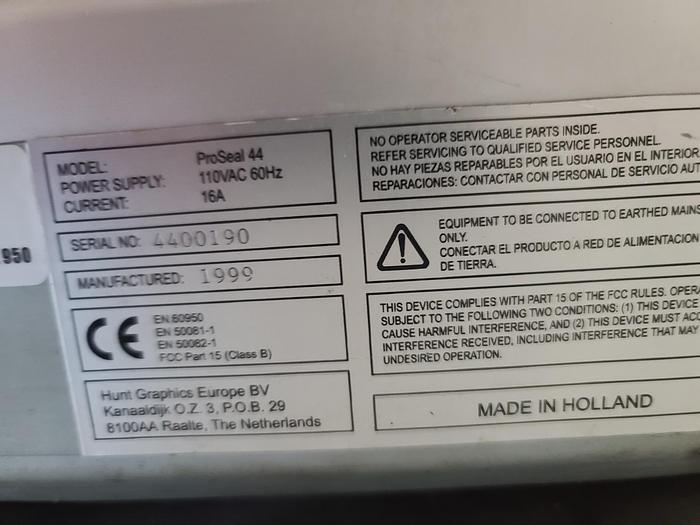 MODEL: ProSeal 44
POWER SUPPLY: 110VAC 60Hz
CURRENT: 16A
SERIAL NO: 4400190
MANUFACTURED: 1999
CE
EN 60950
EN 50081-1
EN 50082-1
FCC Part 15 (Class B)
Hunt Graphics Europe BV
Kanaaldijk O.Z. 3, P.O.B. 29
8100AA Raalte, The Netherlands
950
NO OPERATOR SERVICEABLE PARTS INSIDE.
REFER SERVICING TO QUALIFIED SERVICE PERSONNEL.
NO HAY PIEZAS REPARABLES POR EL USUARIO EN EL INTERIOR
REPARACIONES: CONTACTAR CON PERSONAL DE SERVICIO AUT
EQUIPMENT TO BE CONNECTED TO EARTHED MAINS
ONLY.
CONECTAR EL PRODUCTO A RED DE ALIMENTACION
DE TIERRA.
THIS DEVICE COMPLIES WITH PART 15 OF THE FCC RULES. OPERA
SUBJECT TO THE FOLLOWING TWO CONDITIONS: (1) THIS DEVICE
CAUSE HARMFUL INTERFERENCE, AND (2) THIS DEVICE MUST ACC
INTERFERENCE RECEIVED, INCLUDING INTERFERENCE THAT MAY
UNDESIRED OPERATION.
MADE IN HOLLAND